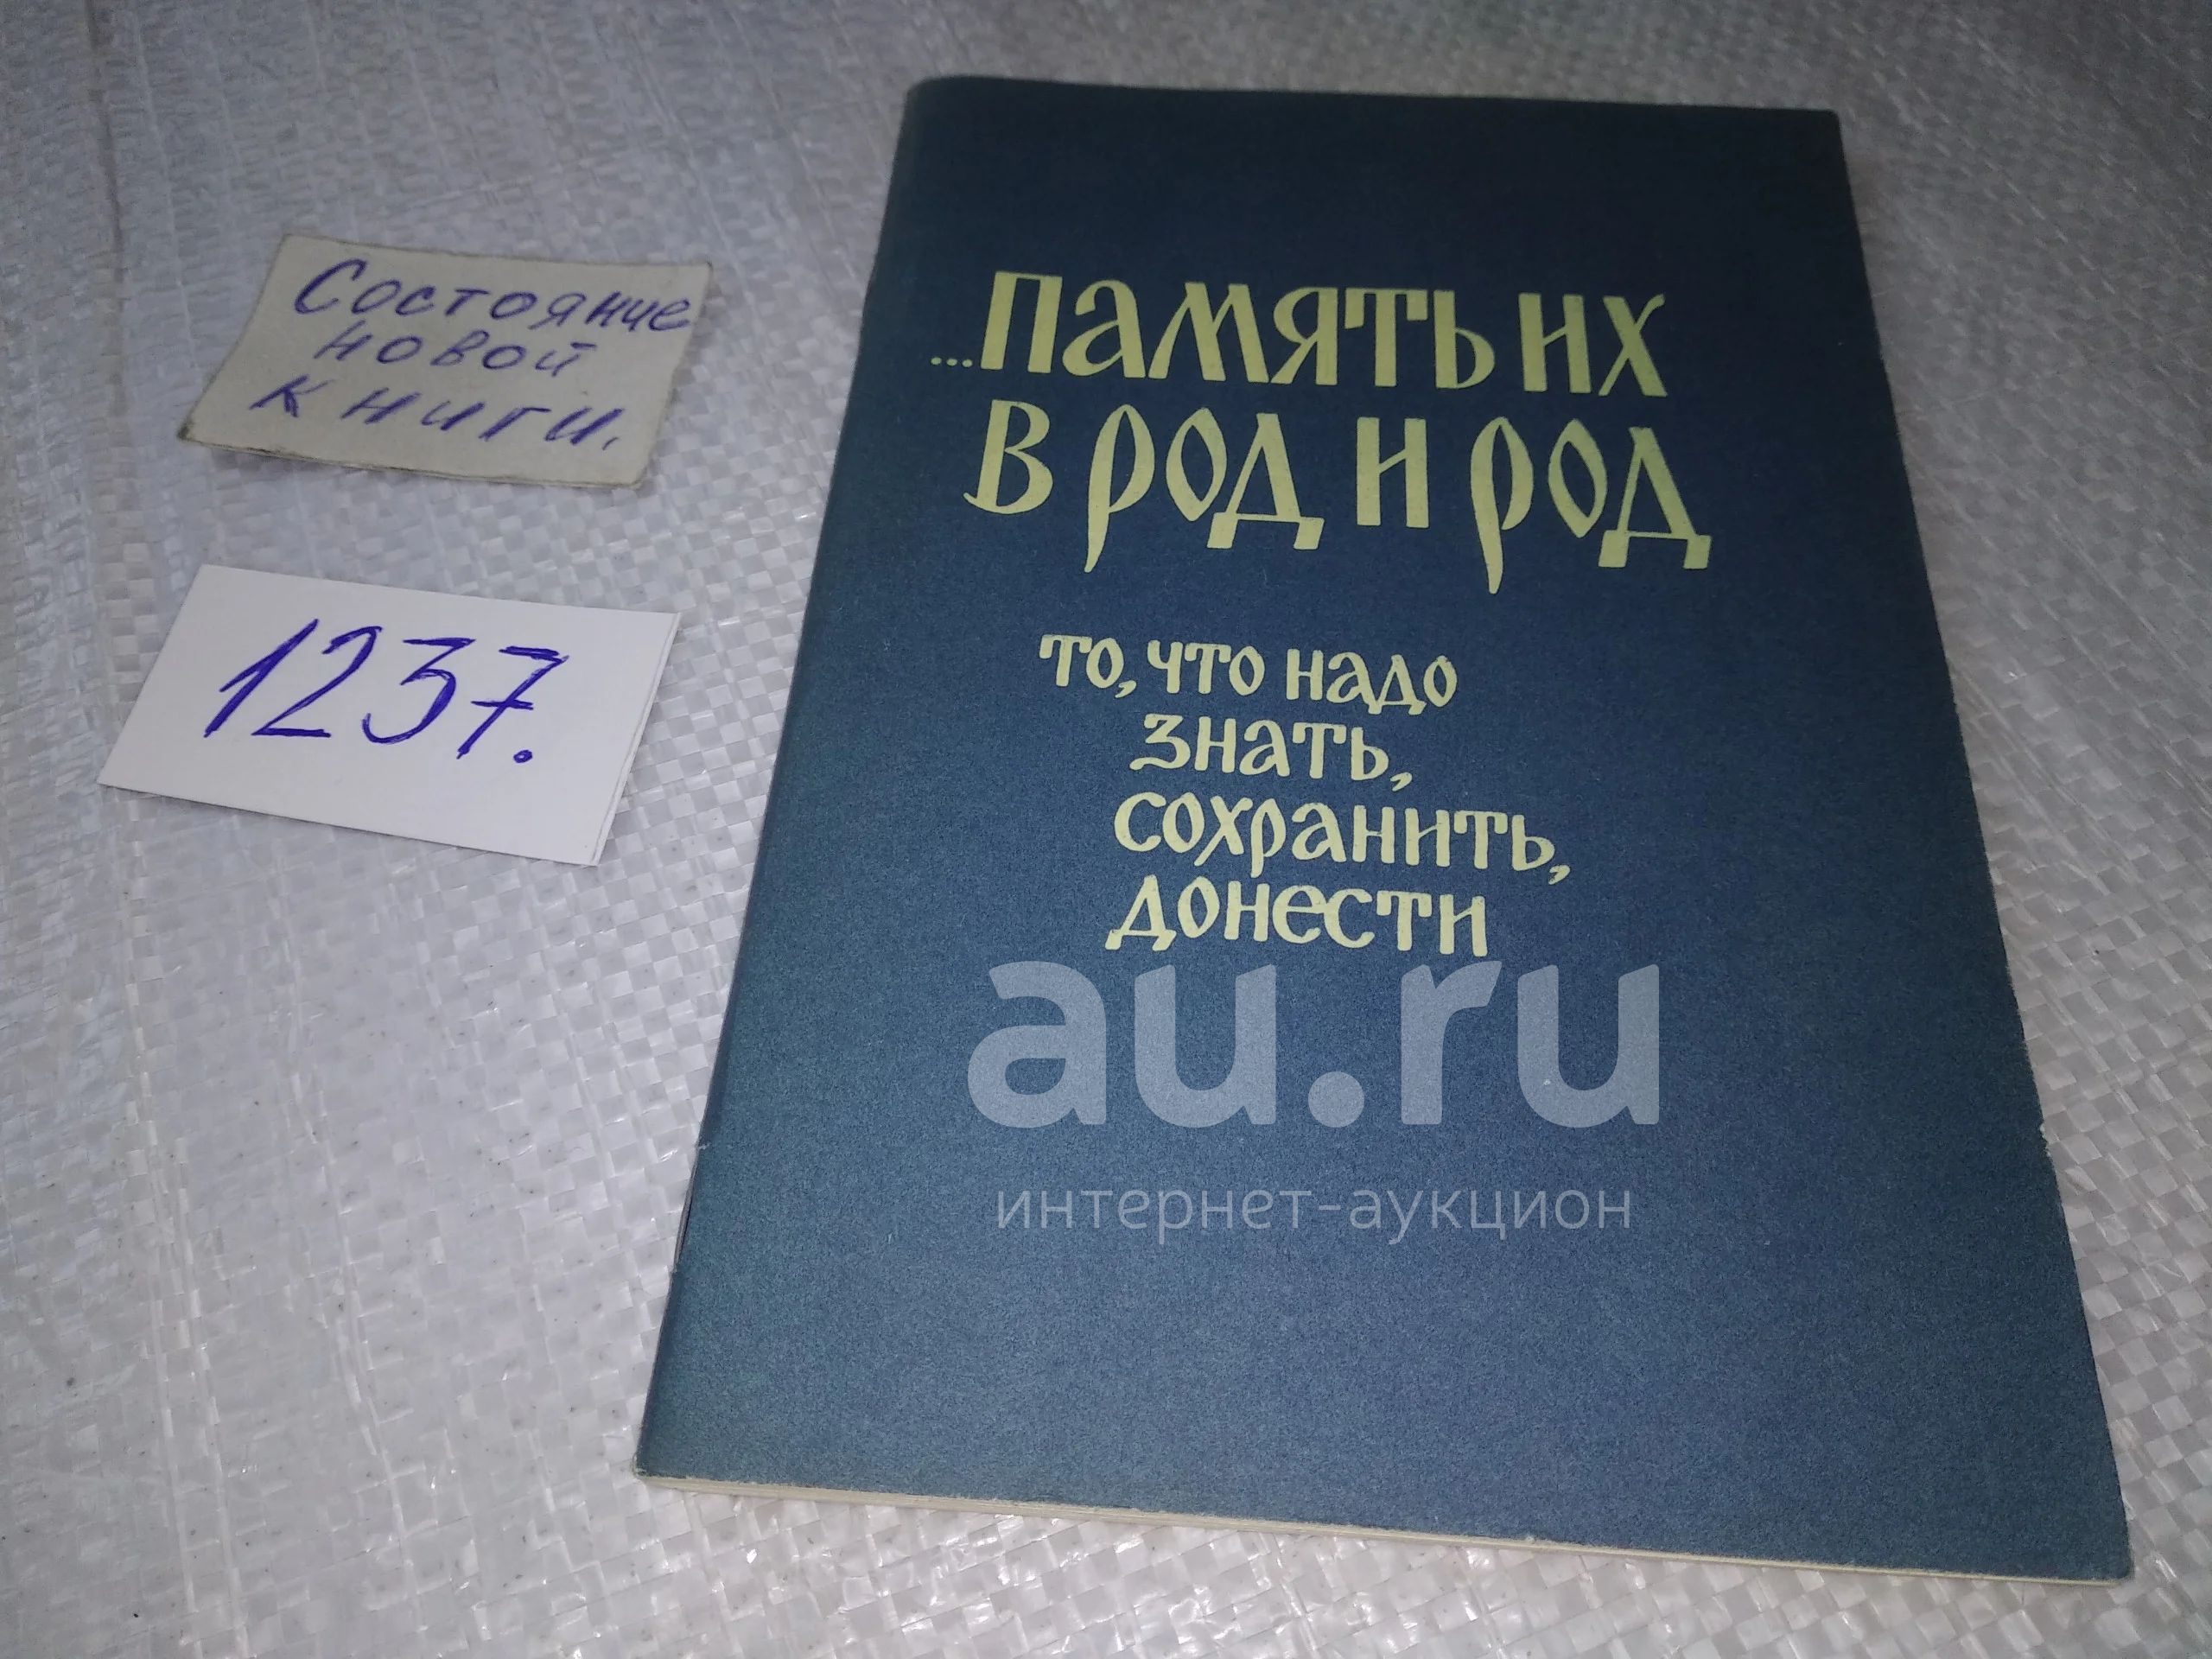 Состояние
новой
книги.
1237.
...Память их
в род и род
то, что надо
знать,
сохранить,
донести
au.ru
интернет-аукцион